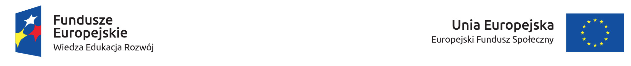 Fundusze
Europejskie
Wiedza Edukacja Rozwój
Unia Europejska
Europejski Fundusz Społeczny